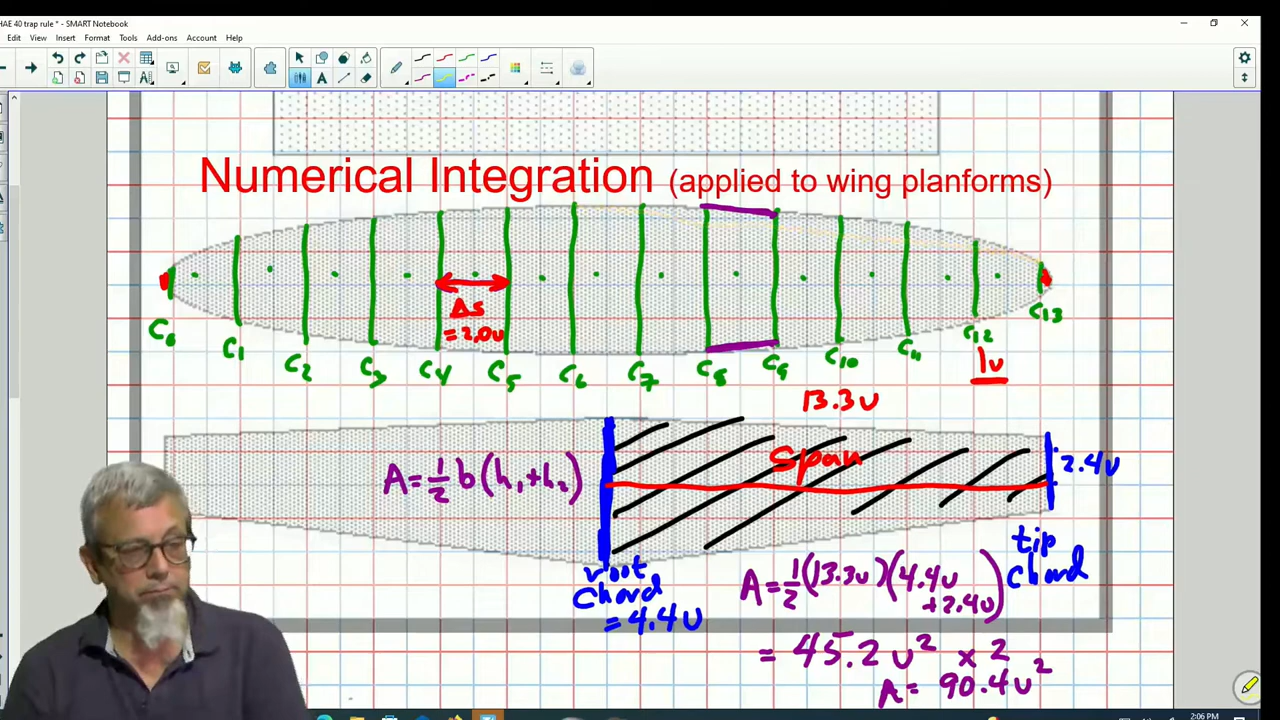 HAE 40 trap rule * - SMART Notebook
Edit View Insert Format Tools Add-ons Account Help
Numerical Integration (applied to wing planforms)
Δs
= 2.0u
C0 C1 C2 C3 C4 C5 C6 C7 C8 C9 C10 C11 C12 C13
1u
13.3u
span
A = 1/2 b(h1+h2)
2.4u
root
chord
= 4.4u
tip
chord
A = 1/2 (13.3u)(4.4u
+2.4u)
= 45.2 u² x 2
A = 90.4u²
2:06 PM